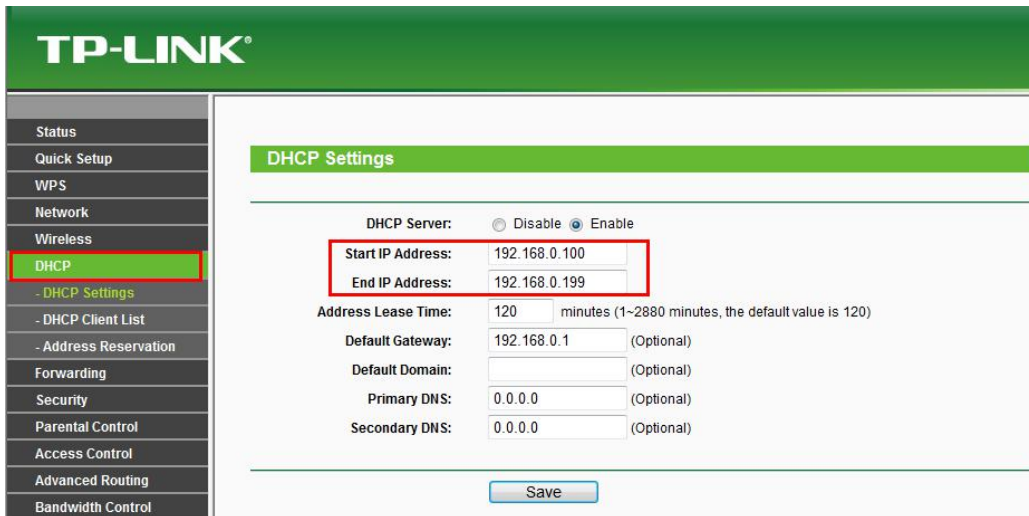 TP-LINK®
Status
Quick Setup
WPS
Network
Wireless
DHCP
- DHCP Settings
- DHCP Client List
- Address Reservation
Forwarding
Security
Parental Control
Access Control
Advanced Routing
Bandwidth Control
DHCP Settings
DHCP Server: Disable Enable
Start IP Address: 192.168.0.100
End IP Address: 192.168.0.199
Address Lease Time: 120 minutes (1~2880 minutes, the default value is 120)
Default Gateway: 192.168.0.1 (Optional)
Default Domain: (Optional)
Primary DNS: 0.0.0.0 (Optional)
Secondary DNS: 0.0.0.0 (Optional)
Save